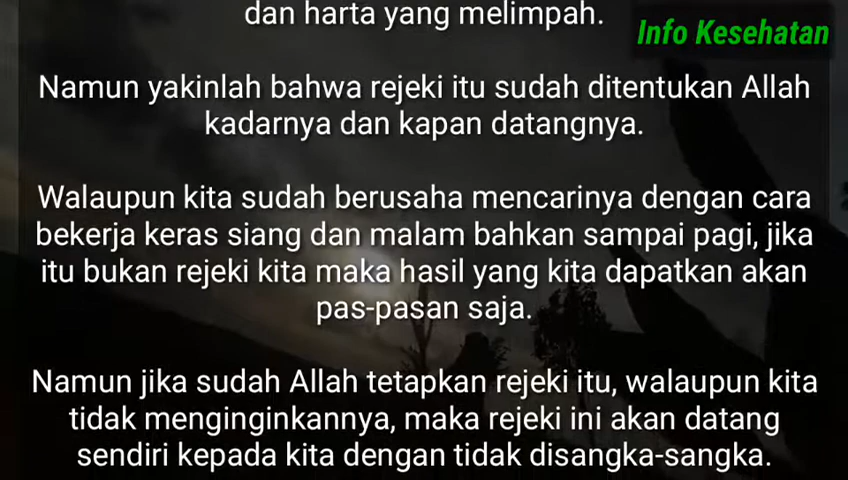 dan harta yang melimpah.
Info Kesehatan
Namun yakinlah bahwa rejeki itu sudah ditentukan Allah
kadarnya dan kapan datangnya.
Walaupun kita sudah berusaha mencarinya dengan cara
bekerja keras siang dan malam bahkan sampai pagi, jika
itu bukan rejeki kita maka hasil yang kita dapatkan akan
pas-pasan saja.
Namun jika sudah Allah tetapkan rejeki itu, walaupun kita
tidak menginginkannya, maka rejeki ini akan datang
sendiri kepada kita dengan tidak disangka-sangka.